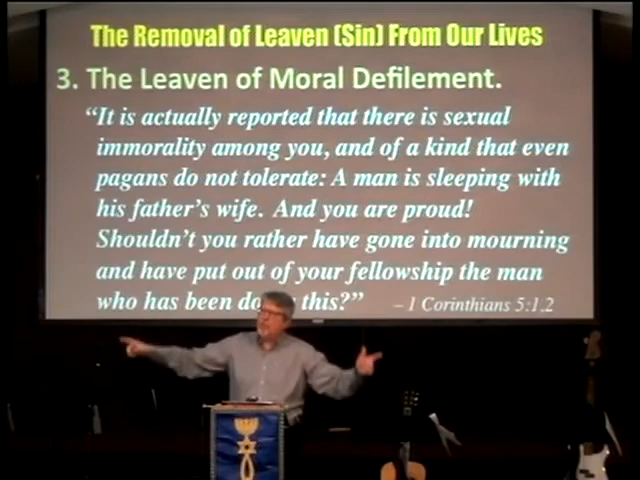 The Removal of Leaven (Sin) From Our Lives
3. The Leaven of Moral Defilement.
“It is actually reported that there is sexual
immorality among you, and of a kind that even
pagans do not tolerate: A man is sleeping with
his father’s wife. And you are proud!
Shouldn’t you rather have gone into mourning
and have put out of your fellowship the man
who has been this?” – 1 Corinthians 5:1,2